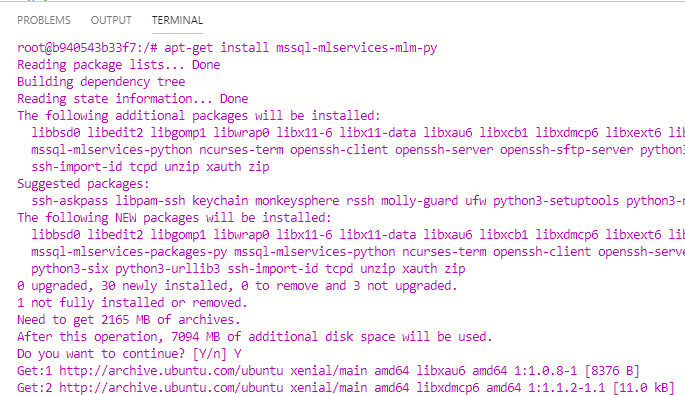 PROBLEMS OUTPUT TERMINAL
root@b940543b33f7:/# apt-get install mssql-mlservices-mlm-py
Reading package lists... Done
Building dependency tree
Reading state information... Done
The following additional packages will be installed:
libbsd0 libedit2 libgomp1 libwrap0 libx11-6 libx11-data libxau6 libxcb1 libxdmcp6 libxext6
mssql-mlservices-python ncurses-term openssh-client openssh-server openssh-sftp-server
ssh-import-id tcpd unzip xauth zip
Suggested packages:
ssh-askpass libpam-ssh keychain monkeysphere rssh molly-guard ufw python3-setuptools
The following NEW packages will be installed:
libbsd0 libedit2 libgomp1 libwrap0 libx11-6 libx11-data libxau6 libxcb1 libxdmcp6 libxext6
mssql-mlservices-packages-py mssql-mlservices-python ncurses-term openssh-client
python3-six python3-urllib3 ssh-import-id tcpd unzip xauth zip
0 upgraded, 30 newly installed, 0 to remove and 3 not upgraded.
1 not fully installed or removed.
Need to get 2165 MB of archives.
After this operation, 7094 MB of additional disk space will be used.
Do you want to continue? [Y/n] Y
Get:1 http://archive.ubuntu.com/ubuntu xenial/main amd64 libxau6 amd64 1:1.0.8-1 [8376 B]
Get:2 http://archive.ubuntu.com/ubuntu xenial/main amd64 libxdmcp6 amd64 1:1.1.2-1.1 [11.0 kB]